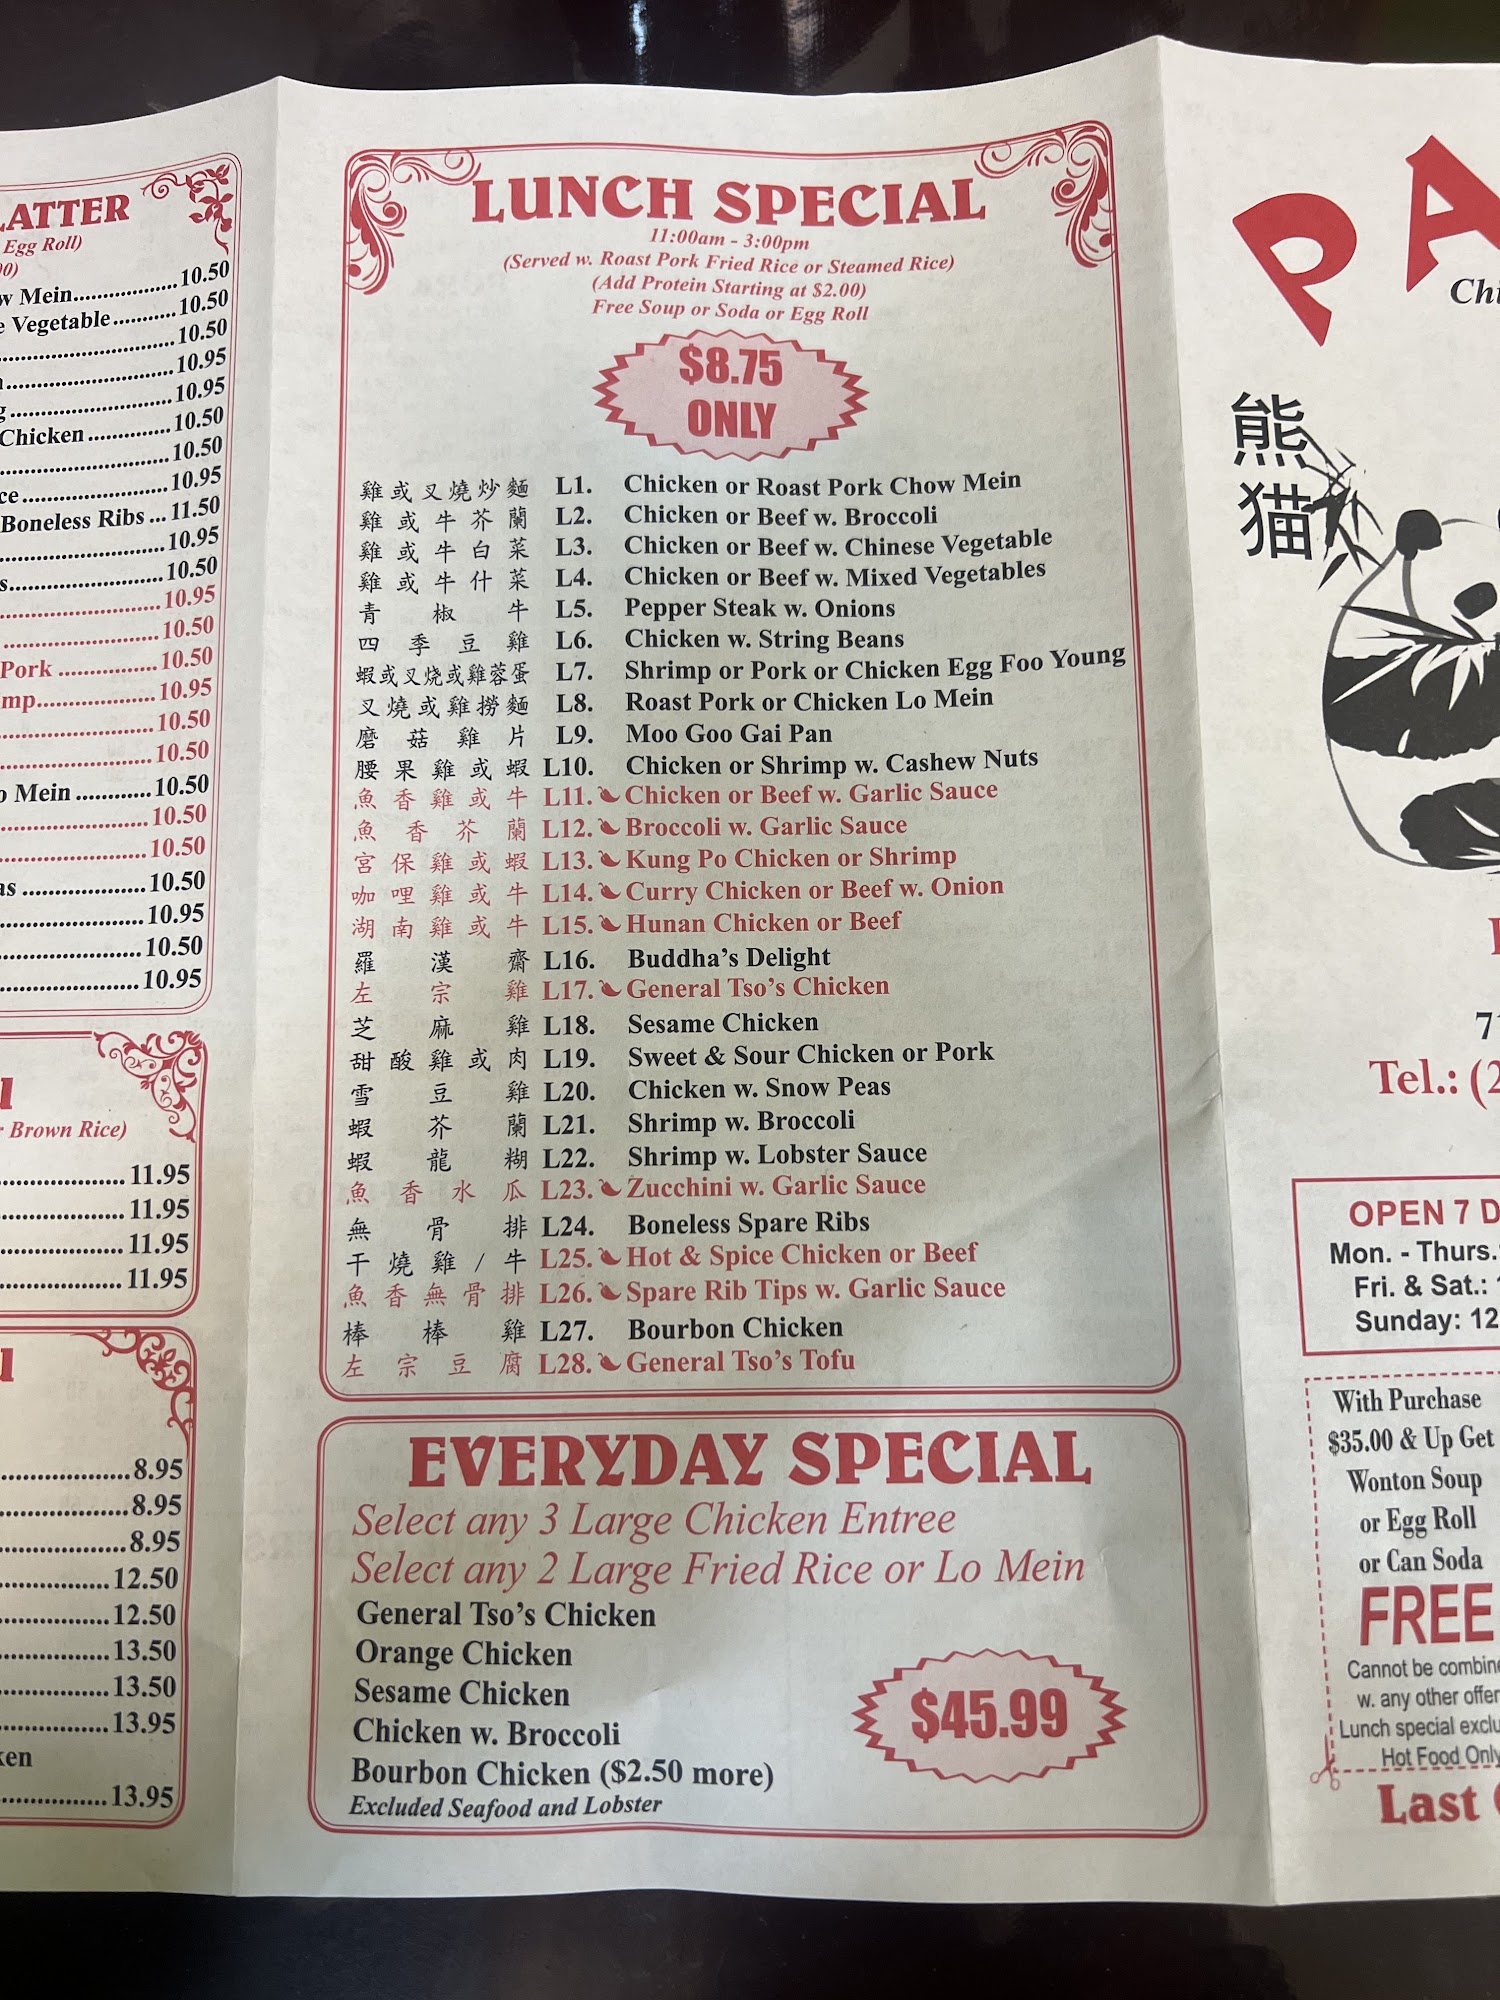 LATTER
Egg Roll)
00)
w Mein..................10.50
e Vegetable...........10.50
10.50
10.95
10.95
Chicken..............10.50
10.50
ce.........................10.95
Boneless Ribs ...11.50
10.95
10.50
10.95
10.50
Pork .................10.50
mp.....................10.95
10.50
10.50
o Mein.............10.50
10.50
10.50
as .....................10.50
10.95
10.50
10.95
Brown Rice)
11.95
11.95
11.95
11.95
8.95
8.95
8.95
12.50
12.50
13.50
13.50
13.95
ken
13.95
LUNCH SPECIAL
11:00am - 3:00pm
(Served w. Roast Pork Fried Rice or Steamed Rice)
(Add Protein Starting at $2.00)
Free Soup or Soda or Egg Roll
$8.75
ONLY
雞或叉燒炒麵 L1. Chicken or Roast Pork Chow Mein
雞或牛芥蘭 L2. Chicken or Beef w. Broccoli
雞或牛白菜 L3. Chicken or Beef w. Chinese Vegetable
雞或牛什菜 L4. Chicken or Beef w. Mixed Vegetables
青椒牛 L5. Pepper Steak w. Onions
四季豆雞 L6. Chicken w. String Beans
蝦或叉烧或雞蓉蛋 L7. Shrimp or Pork or Chicken Egg Foo Young
叉燒或雞撈麵 L8. Roast Pork or Chicken Lo Mein
磨菇雞片 L9. Moo Goo Gai Pan
腰果雞或蝦 L10. Chicken or Shrimp w. Cashew Nuts
魚香雞或牛 L11. Chicken or Beef w. Garlic Sauce
魚香芥蘭 L12. Broccoli w. Garlic Sauce
宮保雞或蝦 L13. Kung Po Chicken or Shrimp
咖哩雞或牛 L14. Curry Chicken or Beef w. Onion
湖南雞或牛 L15. Hunan Chicken or Beef
羅漢齋 L16. Buddha's Delight
左宗雞 L17. General Tso's Chicken
芝麻雞 L18. Sesame Chicken
甜酸雞或肉 L19. Sweet & Sour Chicken or Pork
雪豆雞 L20. Chicken w. Snow Peas
蝦芥蘭 L21. Shrimp w. Broccoli
蝦龍糊 L22. Shrimp w. Lobster Sauce
魚香水瓜 L23. Zucchini w. Garlic Sauce
無骨排 L24. Boneless Spare Ribs
干燒雞/牛 L25. Hot & Spice Chicken or Beef
魚香無骨排 L26. Spare Rib Tips w. Garlic Sauce
棒棒雞 L27. Bourbon Chicken
左宗豆腐 L28. General Tso's Tofu
EVERYDAY SPECIAL
Select any 3 Large Chicken Entree
Select any 2 Large Fried Rice or Lo Mein
General Tso's Chicken
Orange Chicken
Sesame Chicken
Chicken w. Broccoli
Bourbon Chicken ($2.50 more)
Excluded Seafood and Lobster
$45.99
PA
Chi
熊
猫
71
Tel.: (2
OPEN 7 D
Mon. - Thurs.
Fri. & Sat.: 1
Sunday: 12
With Purchase
$35.00 & Up Get
Wonton Soup
or Egg Roll
or Can Soda
FREE
Cannot be combine
w. any other offer
Lunch special exclu
Hot Food Only
Last